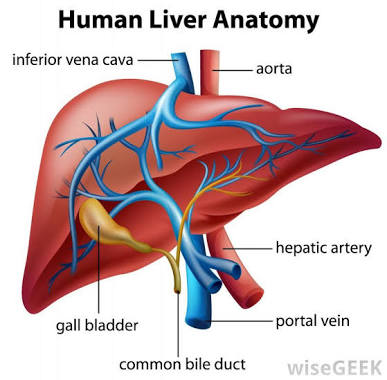 Human Liver Anatomy
inferior vena cava
aorta
hepatic artery
portal vein
gall bladder
common bile duct
wiseGEEK